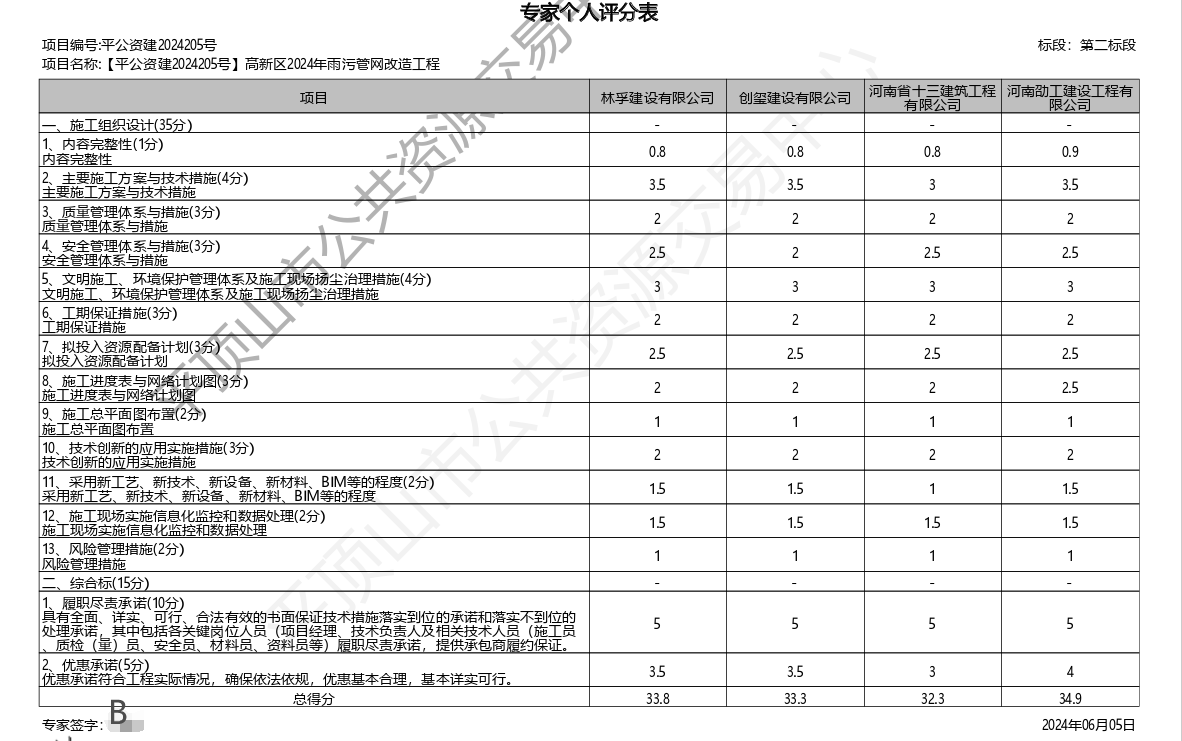 专家个人评分表
项目编号:平公资建2024205号
标段：第二标段
项目名称:【平公资建2024205号】高新区2024年雨污管网改造工程
项目 林孚建设有限公司 创玺建设有限公司 河南省十三建筑工程有限公司 河南劭工建设工程有限公司
一、施工组织设计(35分) - - - -
1、内容完整性(1分)
内容完整性 0.8 0.8 0.8 0.9
2、主要施工方案与技术措施(4分)
主要施工方案与技术措施 3.5 3.5 3 3.5
3、质量管理体系与措施(3分)
质量管理体系与措施 2 2 2 2
4、安全管理体系与措施(3分)
安全管理体系与措施 2.5 2 2.5 2.5
5、文明施工、环境保护管理体系及施工现场扬尘治理措施(4分)
文明施工、环境保护管理体系及施工现场扬尘治理措施 3 3 3 3
6、工期保证措施(3分)
工期保证措施 2 2 2 2
7、拟投入资源配备计划(3分)
拟投入资源配备计划 2.5 2.5 2.5 2.5
8、施工进度表与网络计划图(3分)
施工进度表与网络计划图 2 2 2 2.5
9、施工总平面图布置(2分)
施工总平面图布置 1 1 1 1
10、技术创新的应用实施措施(3分)
技术创新的应用实施措施 2 2 2 2
11、采用新工艺、新技术、新设备、新材料、BIM等的程度(2分)
采用新工艺、新技术、新设备、新材料、BIM等的程度 1.5 1.5 1 1.5
12、施工现场实施信息化监控和数据处理(2分)
施工现场实施信息化监控和数据处理 1.5 1.5 1.5 1.5
13、风险管理措施(2分)
风险管理措施 1 1 1 1
二、综合标(15分) - - - -
1、履职尽责承诺(10分)
具有全面、详实、可行、合法有效的书面保证技术措施落实到位的承诺和落实不到位的
处理承诺，其中包括各关键岗位人员（项目经理、技术负责人及相关技术人员（施工员
、质检（量）员、安全员、材料员、资料员等）履职尽责承诺，提供承包商履约保证。 5 5 5 5
2、优惠承诺(5分)
优惠承诺符合工程实际情况，确保依法依规，优惠基本合理，基本详实可行。 3.5 3.5 3 4
总得分 33.8 33.3 32.3 34.9
专家签字： B
2024年06月05日
平顶山市公共资源交易中心
平顶山市公共资源交易中心